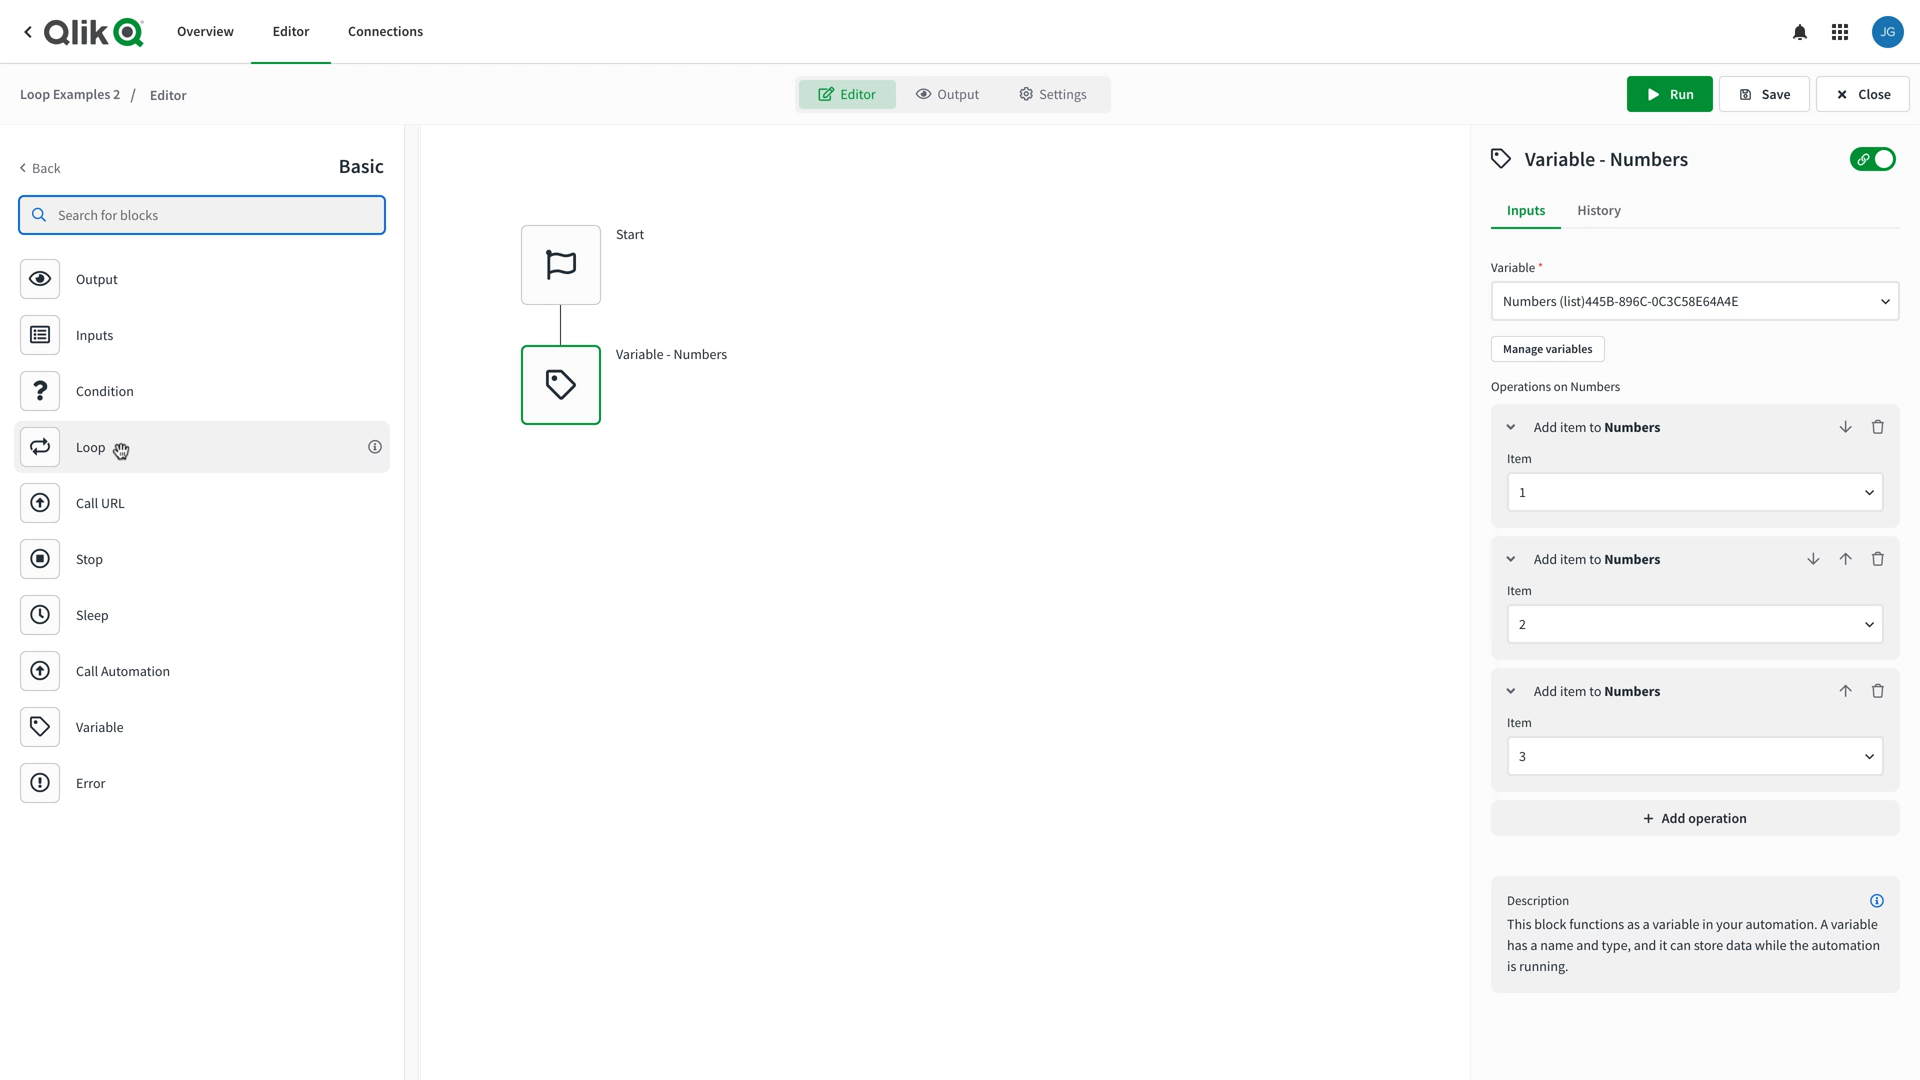 Qlik
Overview
Editor
Connections
JG
Loop Examples 2 / Editor
Editor
Output
Settings
Run
Save
Close
Back
Basic
Search for blocks
Output
Inputs
Condition
Loop
Call URL
Stop
Sleep
Call Automation
Variable
Error
Start
Variable - Numbers
Variable - Numbers
Inputs
History
Variable *
Numbers (list)445B-896C-0C3C58E64A4E
Manage variables
Operations on Numbers
Add item to Numbers
Item
1
Add item to Numbers
Item
2
Add item to Numbers
Item
3
+ Add operation
Description
This block functions as a variable in your automation. A variable
has a name and type, and it can store data while the automation
is running.